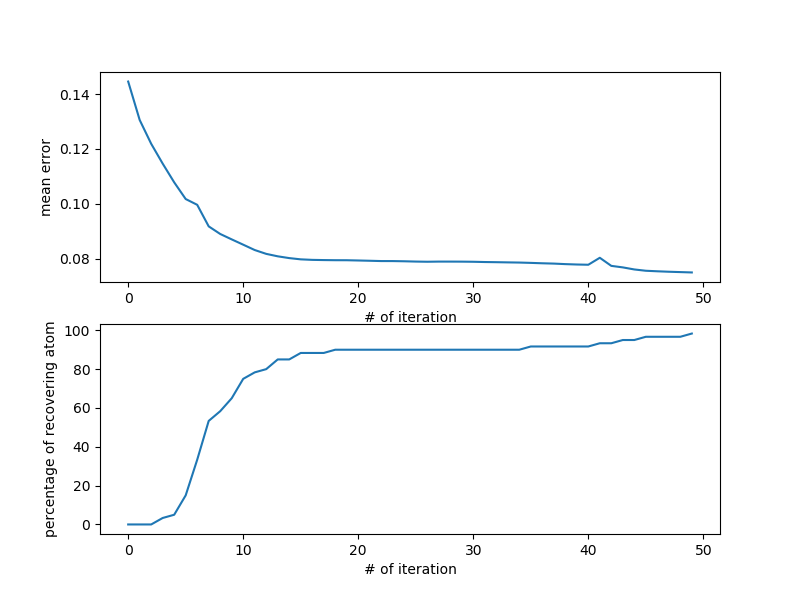 mean error
0.14
0.12
0.10
0.08
0 10 20 30 40 50
# of iteration
percentage of recovering atom
100
80
60
40
20
0
0 10 20 30 40 50
# of iteration